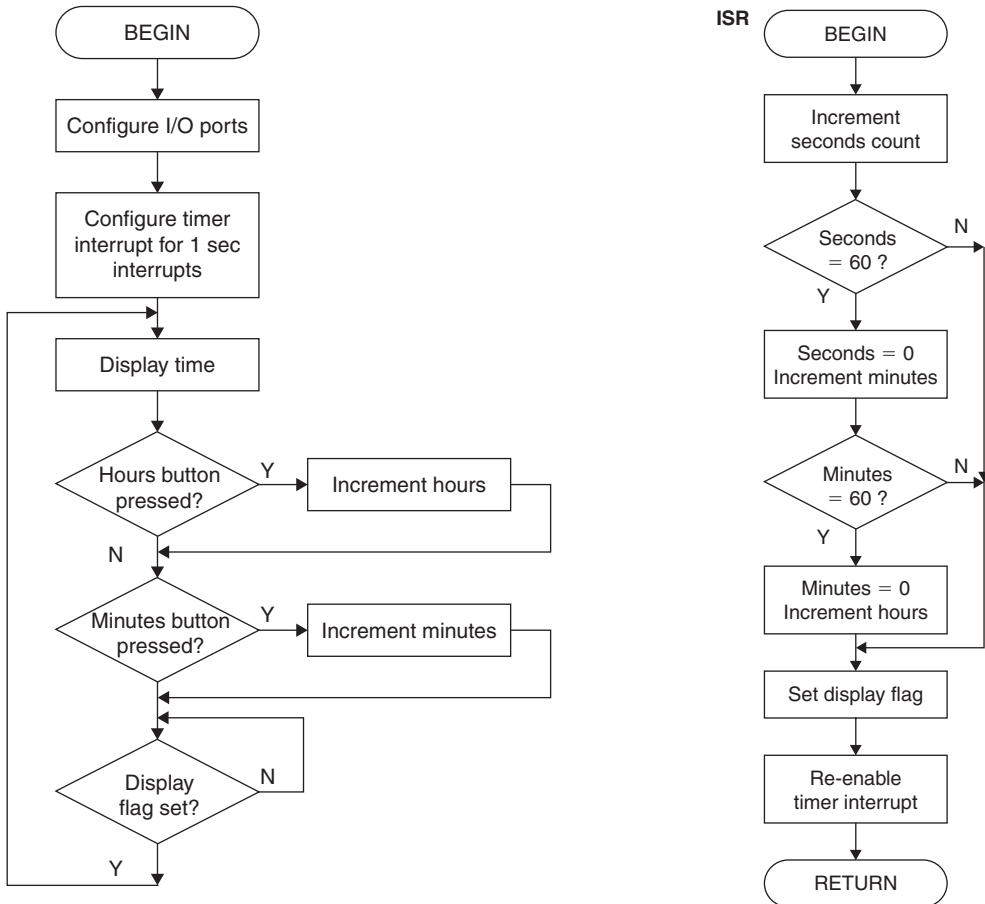 BEGIN
Configure I/O ports
Configure timer
interrupt for 1 sec
interrupts
Display time
Hours button
pressed?
Y
Increment hours
N
Minutes button
pressed?
Y
Increment minutes
Display
flag set?
N
Y
ISR
BEGIN
Increment
seconds count
Seconds
= 60 ?
N
Y
Seconds = 0
Increment minutes
Minutes
= 60 ?
N
Y
Minutes = 0
Increment hours
Set display flag
Re-enable
timer interrupt
RETURN